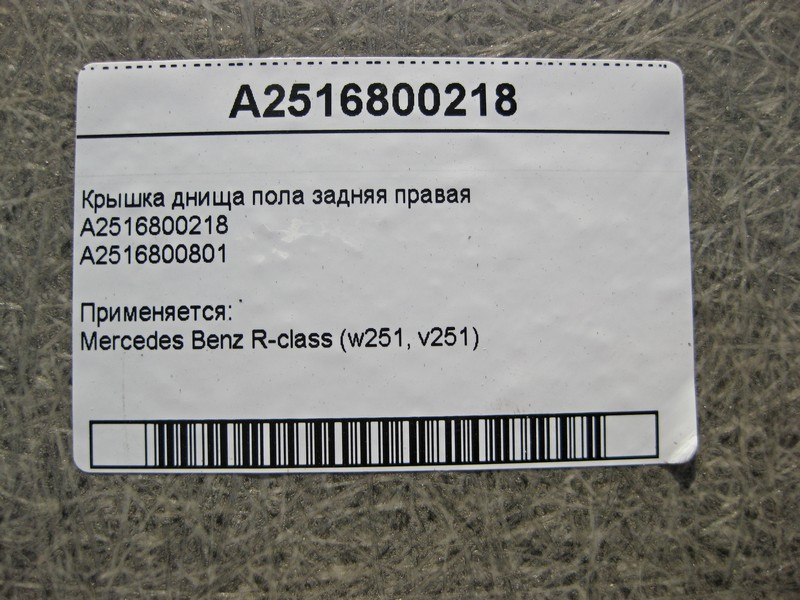 A2516800218
Крышка днища пола задняя правая
A2516800218
A2516800801
Применяется:
Mercedes Benz R-class (w251, v251)